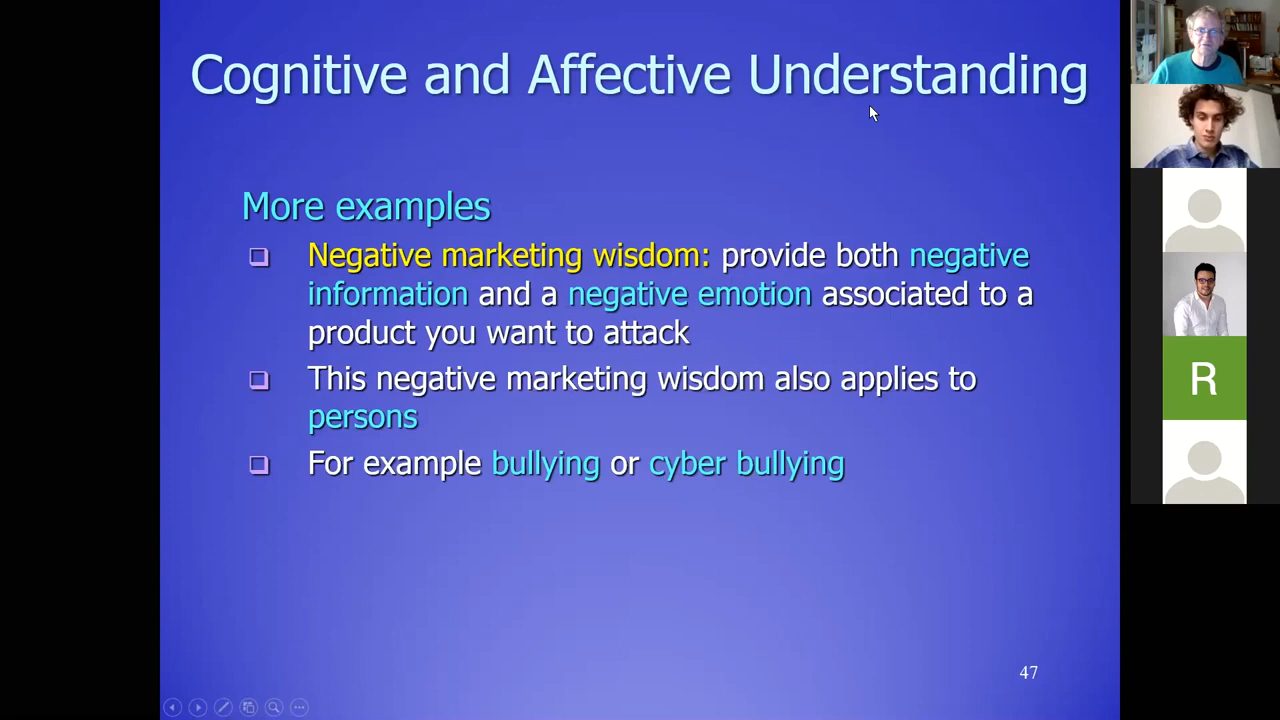 Cognitive and Affective Understanding
More examples
Negative marketing wisdom: provide both negative
information and a negative emotion associated to a
product you want to attack
This negative marketing wisdom also applies to
persons
For example bullying or cyber bullying
R
47